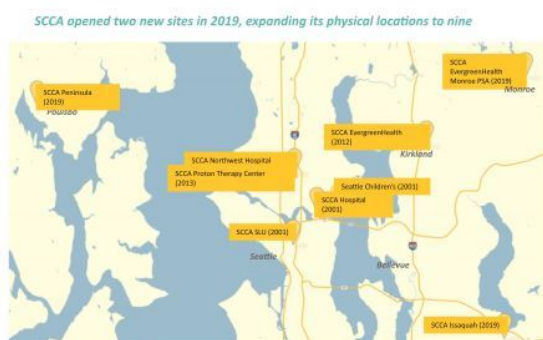 SCCA opened two new sites in 2019, expanding its physical locations to nine
SCCA
EvergreenHealth
Monroe PSA (2019)
Monroe
SCCA Peninsula
(2019)
Poulsbo
SCCA EvergreenHealth
(2012)
Kirkland
SCCA Northwest Hospital
SCCA Proton Therapy Center
(2013)
Seattle Children's (2001)
SCCA Hospital
(2001)
SCCA SLU (2001)
Seattle
Bellevue
SCCA Issaquah (2019)